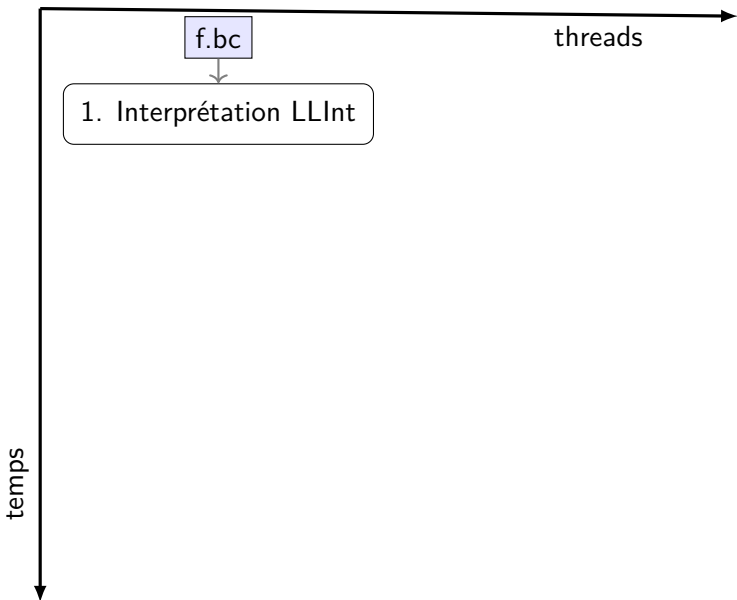 f.bc
threads
1. Interprétation LLInt
temps